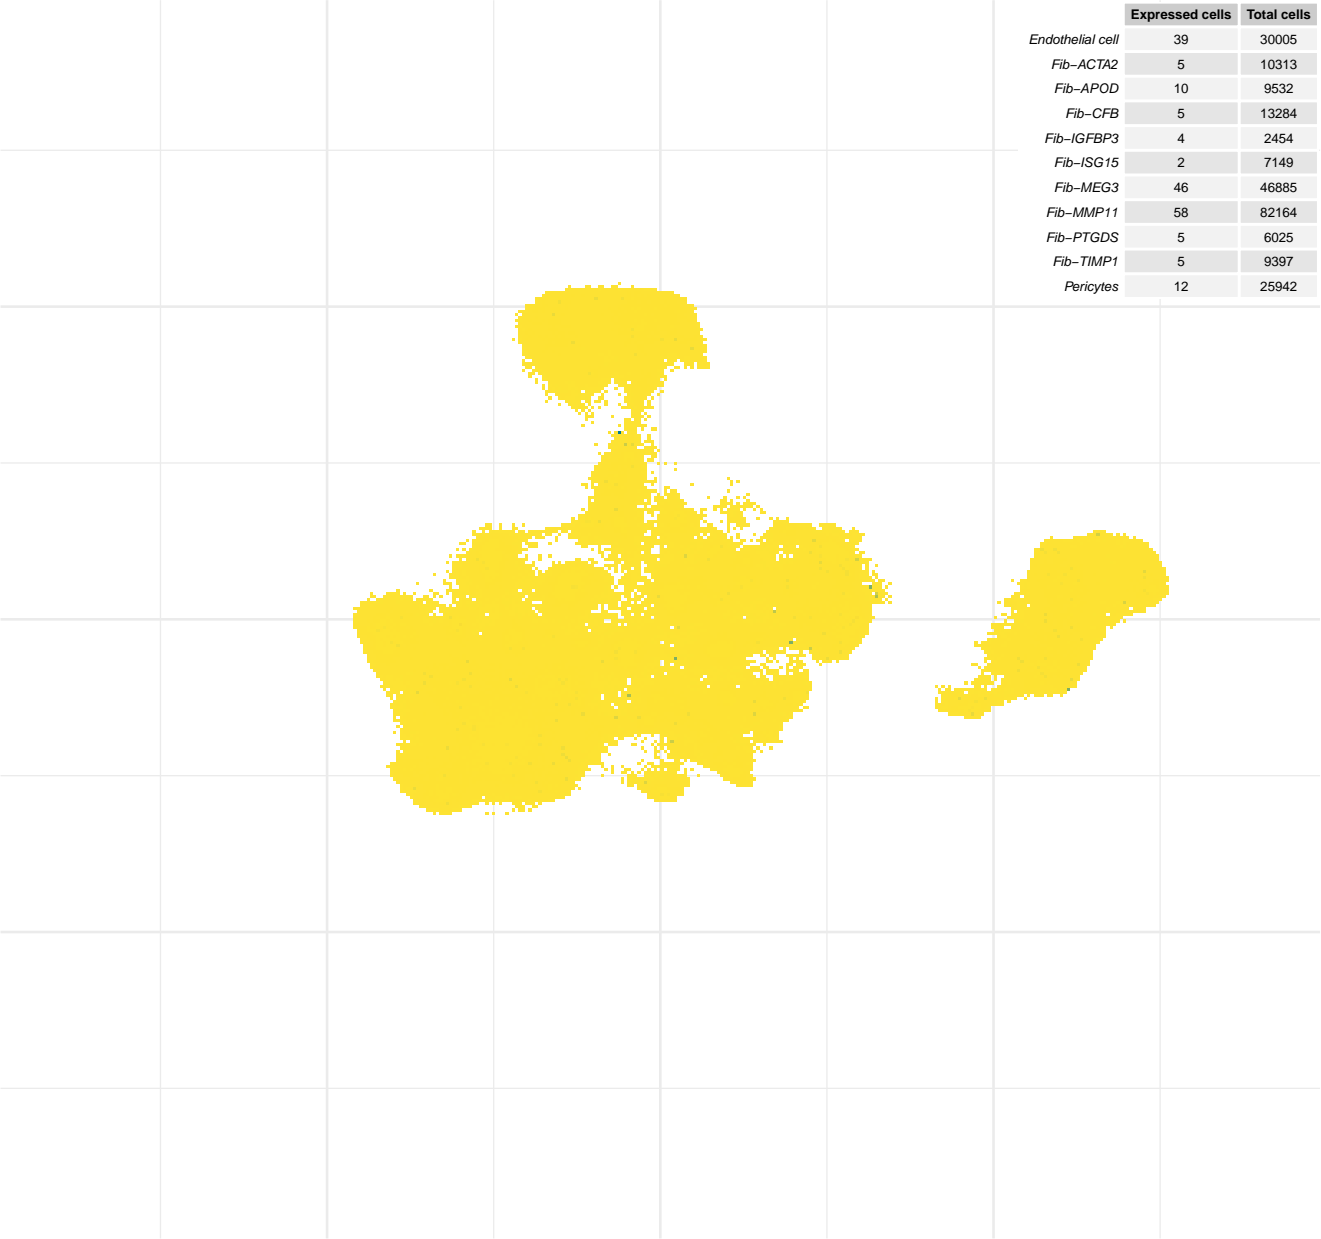 Expressed cells Total cells
Endothelial cell 39 30005
Fib−ACTA2 5 10313
Fib−APOD 10 9532
Fib−CFB 5 13284
Fib−IGFBP3 4 2454
Fib−ISG15 2 7149
Fib−MEG3 46 46885
Fib−MMP11 58 82164
Fib−PTGDS 5 6025
Fib−TIMP1 5 9397
Pericytes 12 25942